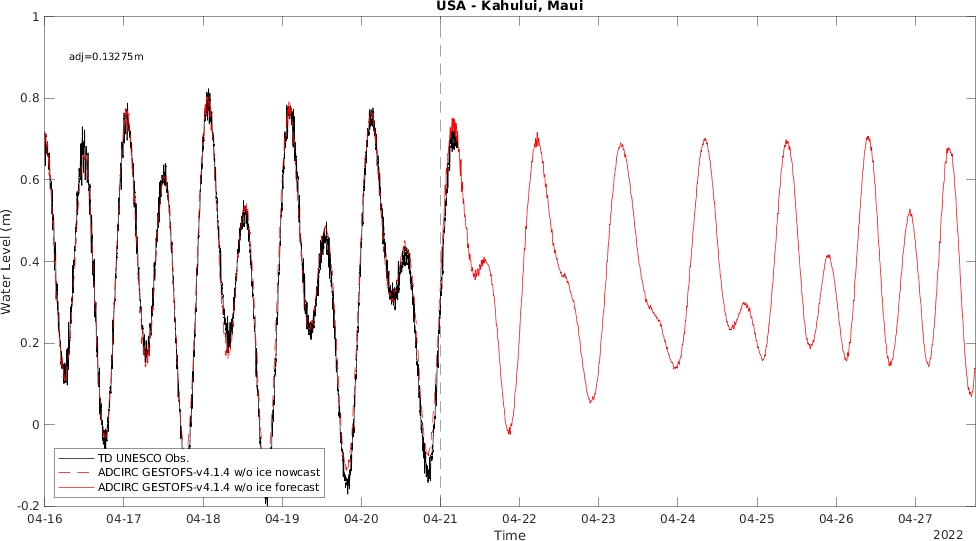 USA - Kahului, Maui
1
adj=0.13275m
0.8
0.6
0.4
0.2
0
-0.2
Water Level (m)
TD UNESCO Obs.
ADCIRC GESTOFS-v4.1.4 w/o ice nowcast
ADCIRC GESTOFS-v4.1.4 w/o ice forecast
04-16 04-17 04-18 04-19 04-20 04-21 04-22 04-23 04-24 04-25 04-26 04-27
Time
2022